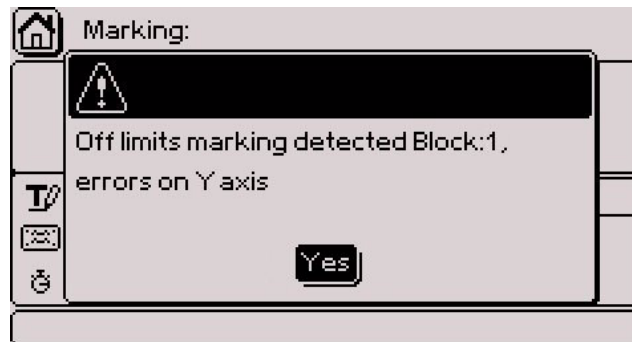 Marking:
Off limits marking detected Block:1,
errors on Y axis
Yes